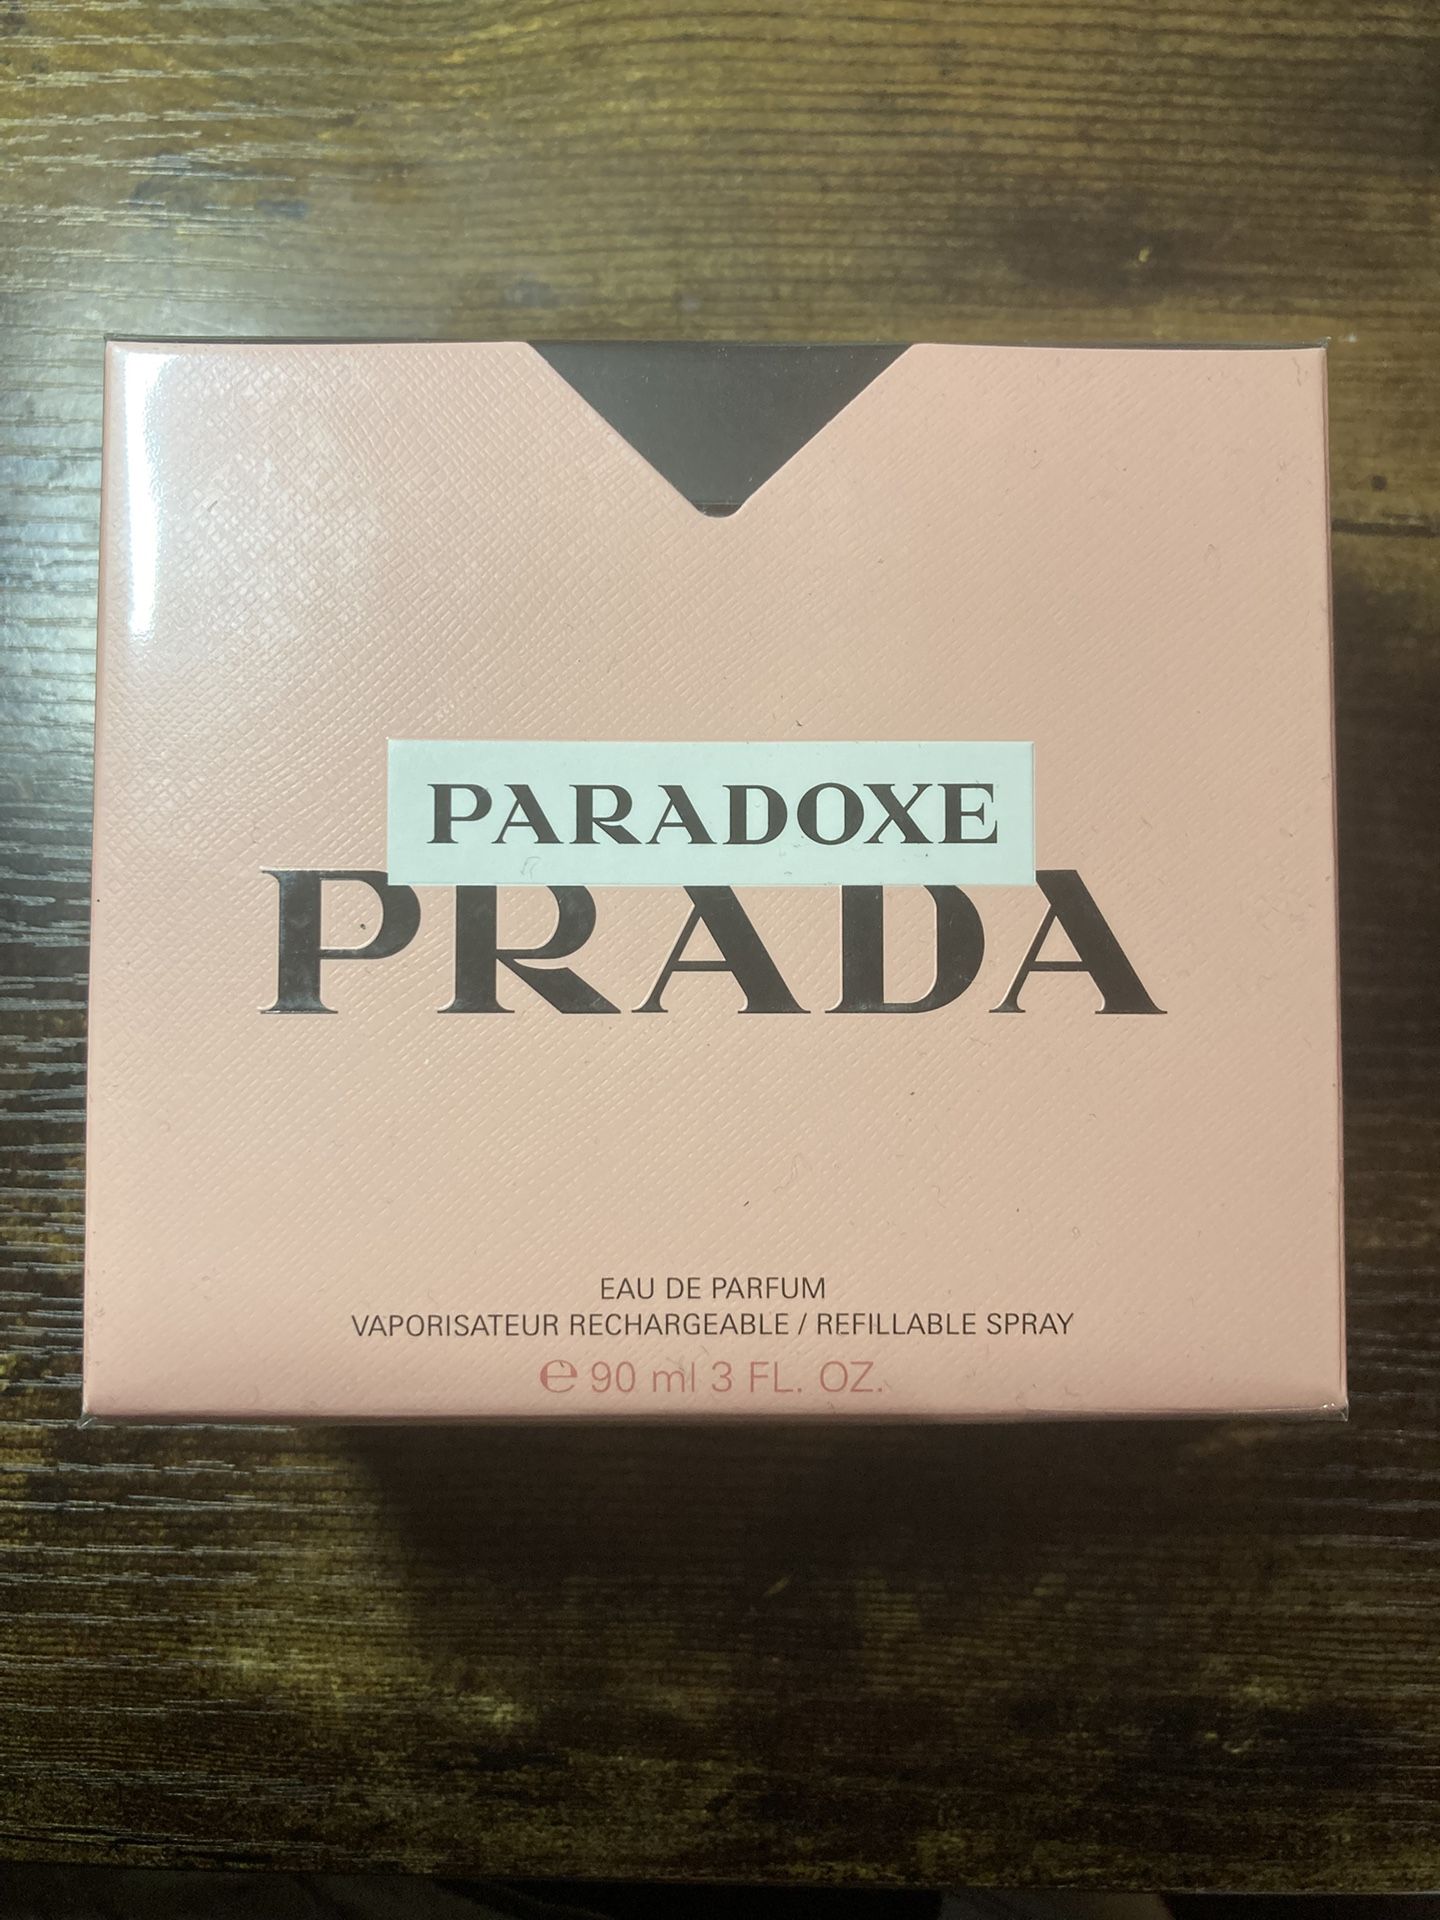 PARADOXE
PRADA
EAU DE PARFUM
VAPORISATEUR RECHARGEABLE / REFILLABLE SPRAY
℮ 90 ml 3 FL. OZ.